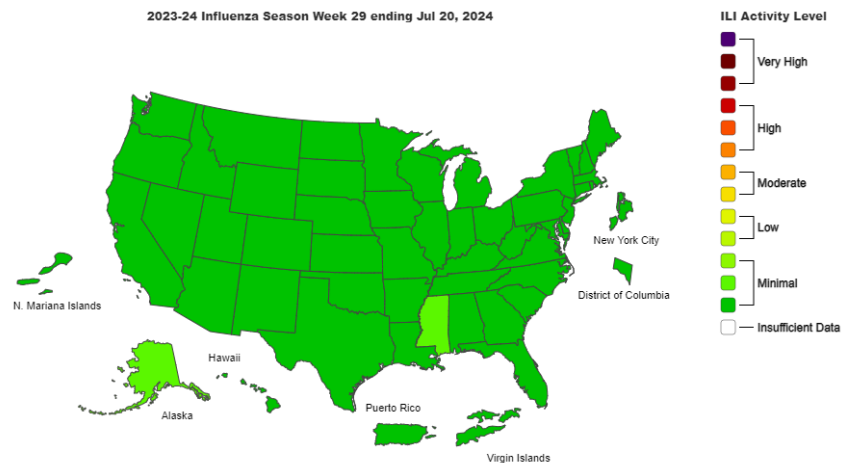 2023-24 Influenza Season Week 29 ending Jul 20, 2024
ILI Activity Level
Very High
High
Moderate
Low
Minimal
Insufficient Data
New York City
District of Columbia
N. Mariana Islands
Hawaii
Alaska
Puerto Rico
Virgin Islands